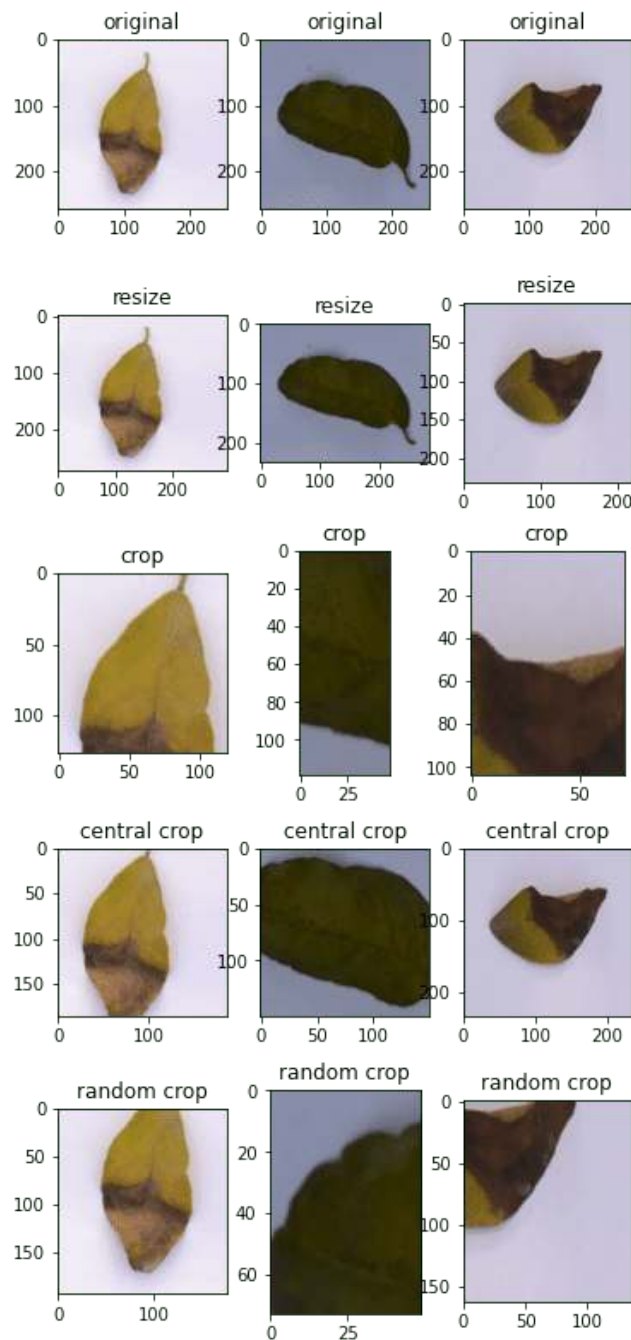 original original original
0 0 0
100 100 100
200 200 200
0 100 200 0 100 200 0 100 200
resize resize resize
0 0 0
50
100 100 100
150
200 200 200
0 100 200 0 100 200 0 100 200
crop crop crop
0 0 0
20 20
50 40 40
60 60
100 80 80
100 100
0 50 100 0 25 0 50
central crop central crop central crop
0 0 0
50 50
100 100 100
150 200
0 100 0 50 100 0 100 200
random crop random crop random crop
0 0 0
50 20 50
100 40 100
150 60 150
0 100 0 25 0 50 100